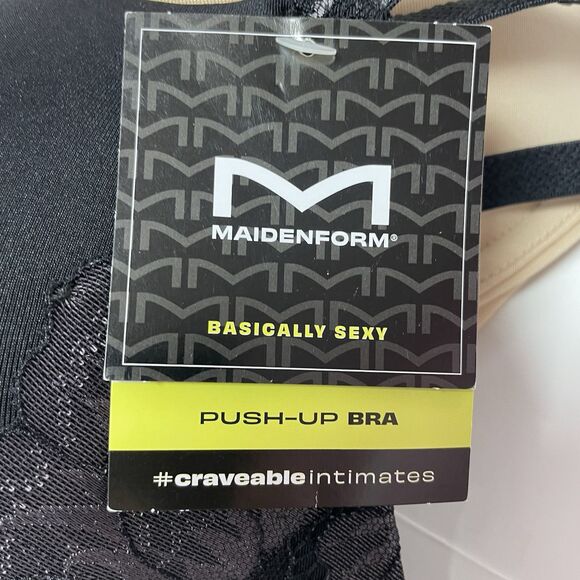 MAIDENFORM®
BASICALLY SEXY
PUSH-UP BRA
#craveableintimates